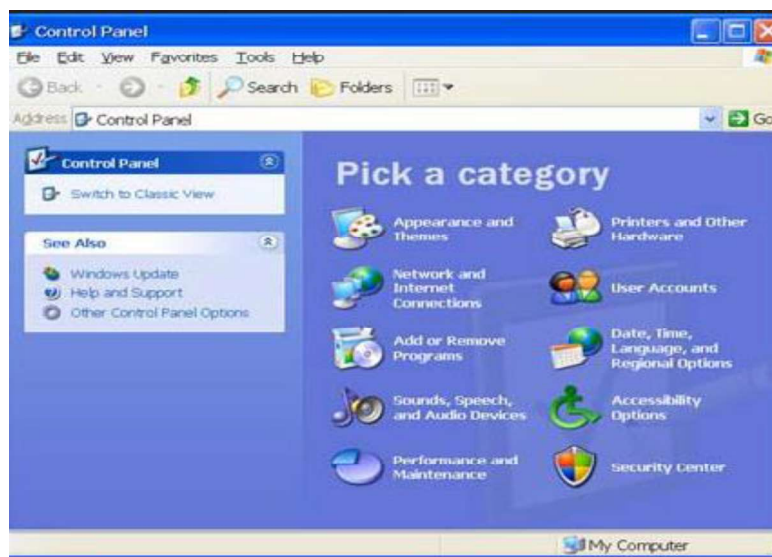 Control Panel
File Edit View Favorites Tools Help
Back Search Folders
Address Control Panel Go
Control Panel
Switch to Classic View
See Also
Windows Update
Help and Support
Other Control Panel Options
Pick a category
Appearance and
Themes
Printers and Other
Hardware
Network and
Internet
Connections
User Accounts
Add or Remove
Programs
Date, Time,
Language, and
Regional Options
Sounds, Speech,
and Audio Devices
Accessibility
Options
Performance and
Maintenance
Security Center
My Computer